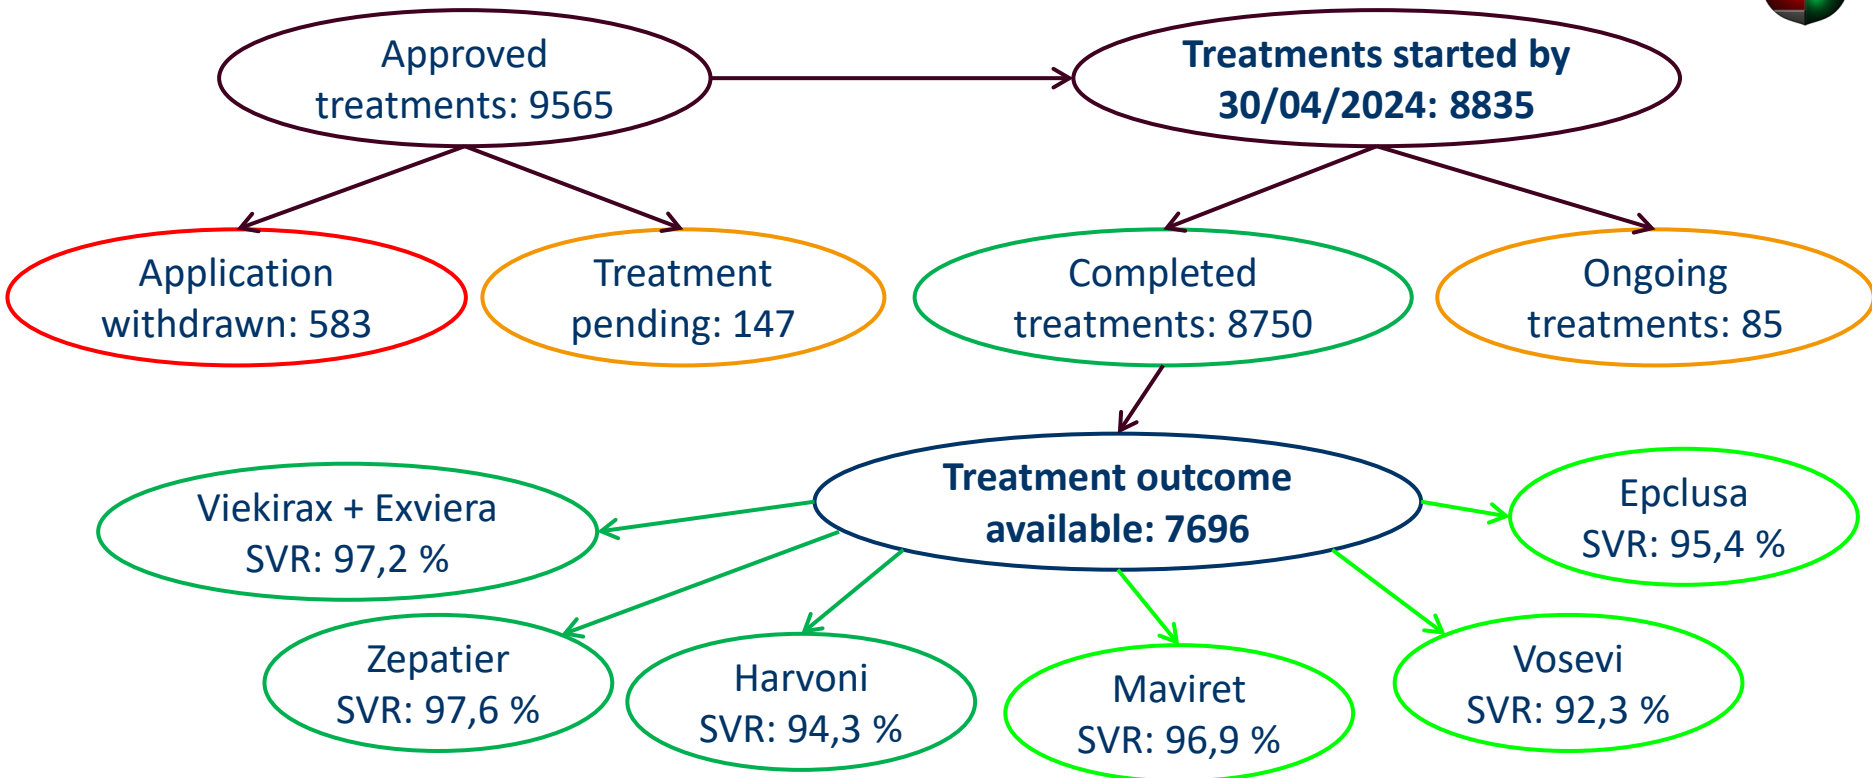 Approved
treatments: 9565
Treatments started by
30/04/2024: 8835
Application
withdrawn: 583
Treatment
pending: 147
Completed
treatments: 8750
Ongoing
treatments: 85
Treatment outcome
available: 7696
Viekirax + Exviera
SVR: 97,2 %
Epclusa
SVR: 95,4 %
Zepatier
SVR: 97,6 %
Harvoni
SVR: 94,3 %
Maviret
SVR: 96,9 %
Vosevi
SVR: 92,3 %